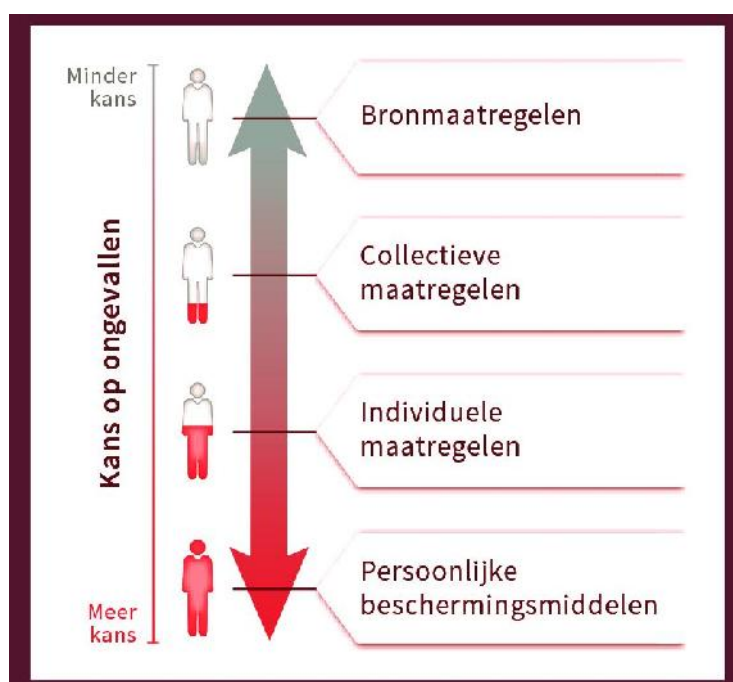 Minder
kans
Kans op ongevallen
Meer
kans
Bronmaatregelen
Collectieve
maatregelen
Individuele
maatregelen
Persoonlijke
beschermingsmiddelen